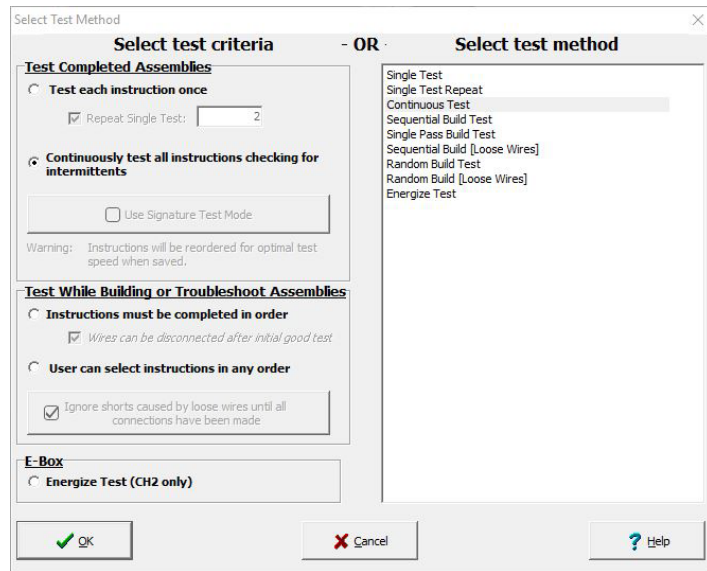 Select Test Method
Select test criteria - OR - Select test method
Test Completed Assemblies
Test each instruction once
Repeat Single Test: 2
Continuously test all instructions checking for
intermittents
Use Signature Test Mode
Warning: Instructions will be reordered for optimal test
speed when saved.
Test While Building or Troubleshoot Assemblies
Instructions must be completed in order
Wires can be disconnected after initial good test
User can select instructions in any order
Ignore shorts caused by loose wires until all
connections have been made
E-Box
Energize Test (CH2 only)
Single Test
Single Test Repeat
Continuous Test
Sequential Build Test
Single Pass Build Test
Sequential Build [Loose Wires]
Random Build Test
Random Build [Loose Wires]
Energize Test
OK
Cancel
Help